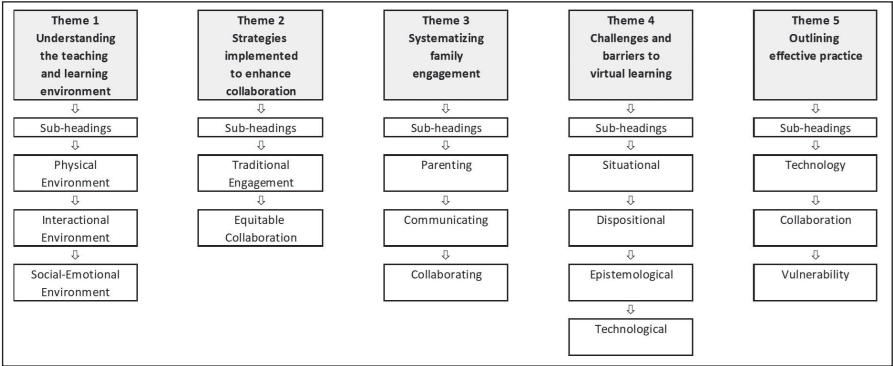 Theme 1
Understanding
the teaching
and learning
environment
Sub-headings
Physical
Environment
Interactional
Environment
Social-Emotional
Environment
Theme 2
Strategies
implemented
to enhance
collaboration
Sub-headings
Traditional
Engagement
Equitable
Collaboration
Theme 3
Systematizing
family
engagement
Sub-headings
Parenting
Communicating
Collaborating
Theme 4
Challenges and
barriers to
virtual learning
Sub-headings
Situational
Dispositional
Epistemological
Technological
Theme 5
Outlining
effective practice
Sub-headings
Technology
Collaboration
Vulnerability